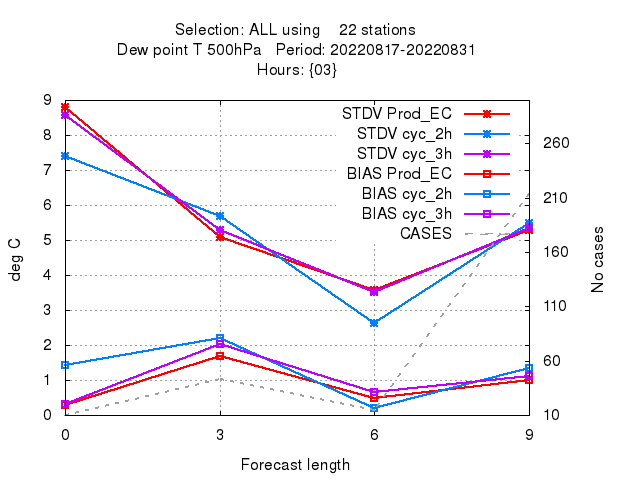 Selection: ALL using    22 stations
Dew point T 500hPa   Period: 20220817-20220831
Hours: {03}
STDV Prod_EC
STDV cyc_2h
STDV cyc_3h
BIAS Prod_EC
BIAS cyc_2h
BIAS cyc_3h
CASES
deg C
9
8
7
6
5
4
3
2
1
0
No cases
260
210
160
110
60
10
0 3 6 9
Forecast length